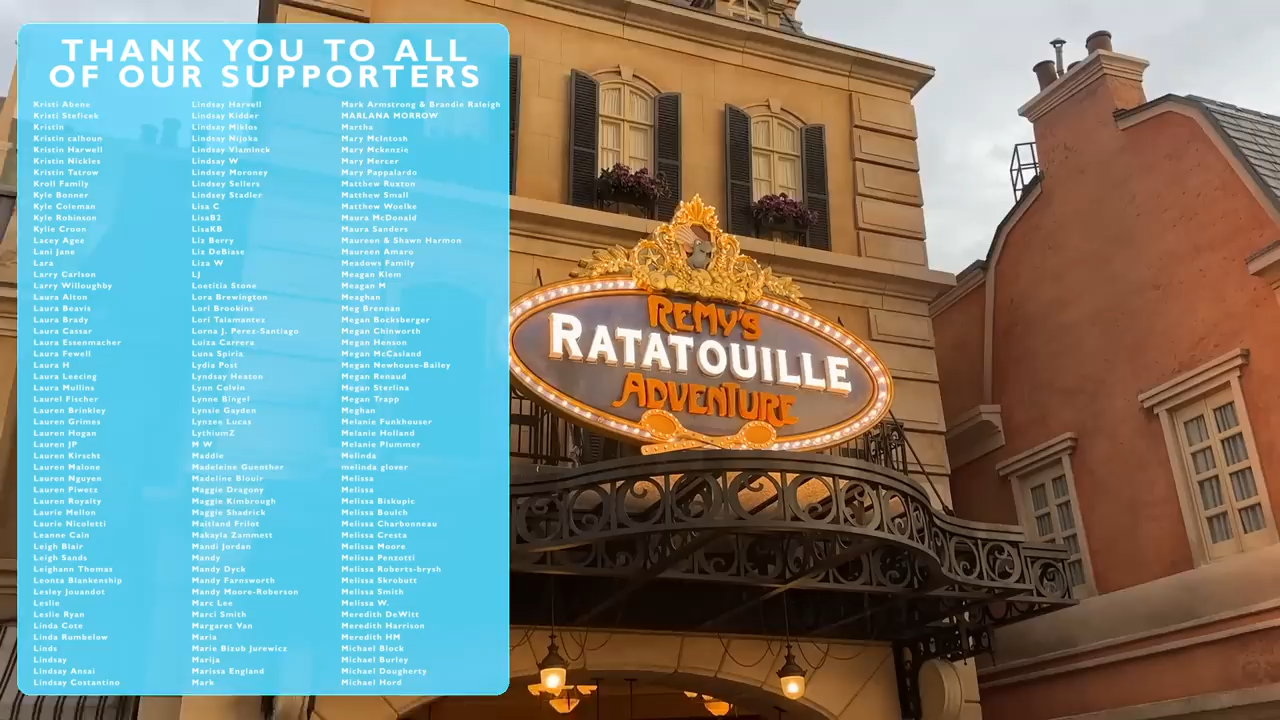 THANK YOU TO ALL
OF OUR SUPPORTERS
Kristi Abene
Kristi Steficek
Kristin
Kristin calhoun
Kristin Harwell
Kristin Nickles
Kristin Tatrow
Kroll Family
Kyle Bonner
Kyle Coleman
Kyle Robinson
Kylie Croon
Lacey Agee
Lani Jane
Lara
Larry Carlson
Larry Willoughby
Laura Alton
Laura Beavis
Laura Brady
Laura Cassar
Laura Essenmacher
Laura Fewell
Laura H
Laura Leecing
Laura Mullins
Laurel Fischer
Lauren Brinkley
Lauren Grimes
Lauren Hogan
Lauren JP
Lauren Kirscht
Lauren Malone
Lauren Nguyen
Lauren Piwetz
Lauren Royalty
Laurie Mellon
Laurie Nicoletti
Leanne Cain
Leigh Blair
Leigh Sands
Leighann Thomas
Leonta Blankenship
Lesley Jouandot
Leslie
Leslie Ryan
Linda Cote
Linda Rumbelow
Linds
Lindsay
Lindsay Ansai
Lindsay Costantino
Lindsay Harvell
Lindsay Kidder
Lindsay Miklos
Lindsay Nijoka
Lindsay Vlaminck
Lindsay W
Lindsey Moroney
Lindsey Sellers
Lindsey Stadler
Lisa C
LisaB2
LisaKB
Liz Berry
Liz DeBiase
Liza W
LJ
Loetitia Stone
Lora Brewington
Lori Brookins
Lori Talamantez
Lorna J. Perez-Santiago
Luiza Carrera
Luna Spiria
Lydia Post
Lyndsay Heaton
Lynn Colvin
Lynne Bingel
Lynsie Gayden
Lynzee Lucas
LythiumZ
M W
Maddie
Madeleine Guenther
Madeline Blouir
Maggie Dragony
Maggie Kimbrough
Maggie Shadrick
Maitland Frilot
Makayla Zammett
Mandi Jordan
Mandy
Mandy Dyck
Mandy Farnsworth
Mandy Moore-Roberson
Marc Lee
Marci Smith
Margaret Van
Maria
Marie Bizub Jurewicz
Marija
Marissa England
Mark
Mark Armstrong & Brandie Raleigh
MARLANA MORROW
Martha
Mary McIntosh
Mary Mckenzie
Mary Mercer
Mary Pappalardo
Matthew Ruxton
Matthew Small
Matthew Woelke
Maura McDonald
Maura Sanders
Maureen & Shawn Harmon
Maureen Amaro
Meadows Family
Meagan Klem
Meagan M
Meaghan
Meg Brennan
Megan Bocksberger
Megan Chinworth
Megan Henson
Megan McCasland
Megan Newhouse-Bailey
Megan Renaud
Megan Sterlina
Megan Trapp
Meghan
Melanie Funkhouser
Melanie Holland
Melanie Plummer
Melinda
melinda glover
Melissa
Melissa
Melissa Biskupic
Melissa Boulch
Melissa Charbonneau
Melissa Cresta
Melissa Moore
Melissa Penzotti
Melissa Roberts-brysh
Melissa Skrobutt
Melissa Smith
Melissa W.
Meredith DeWitt
Meredith Harrison
Meredith HM
Michael Block
Michael Burley
Michael Dougherty
Michael Hord
REMY'S
RATATOUILLE
ADVENTURE